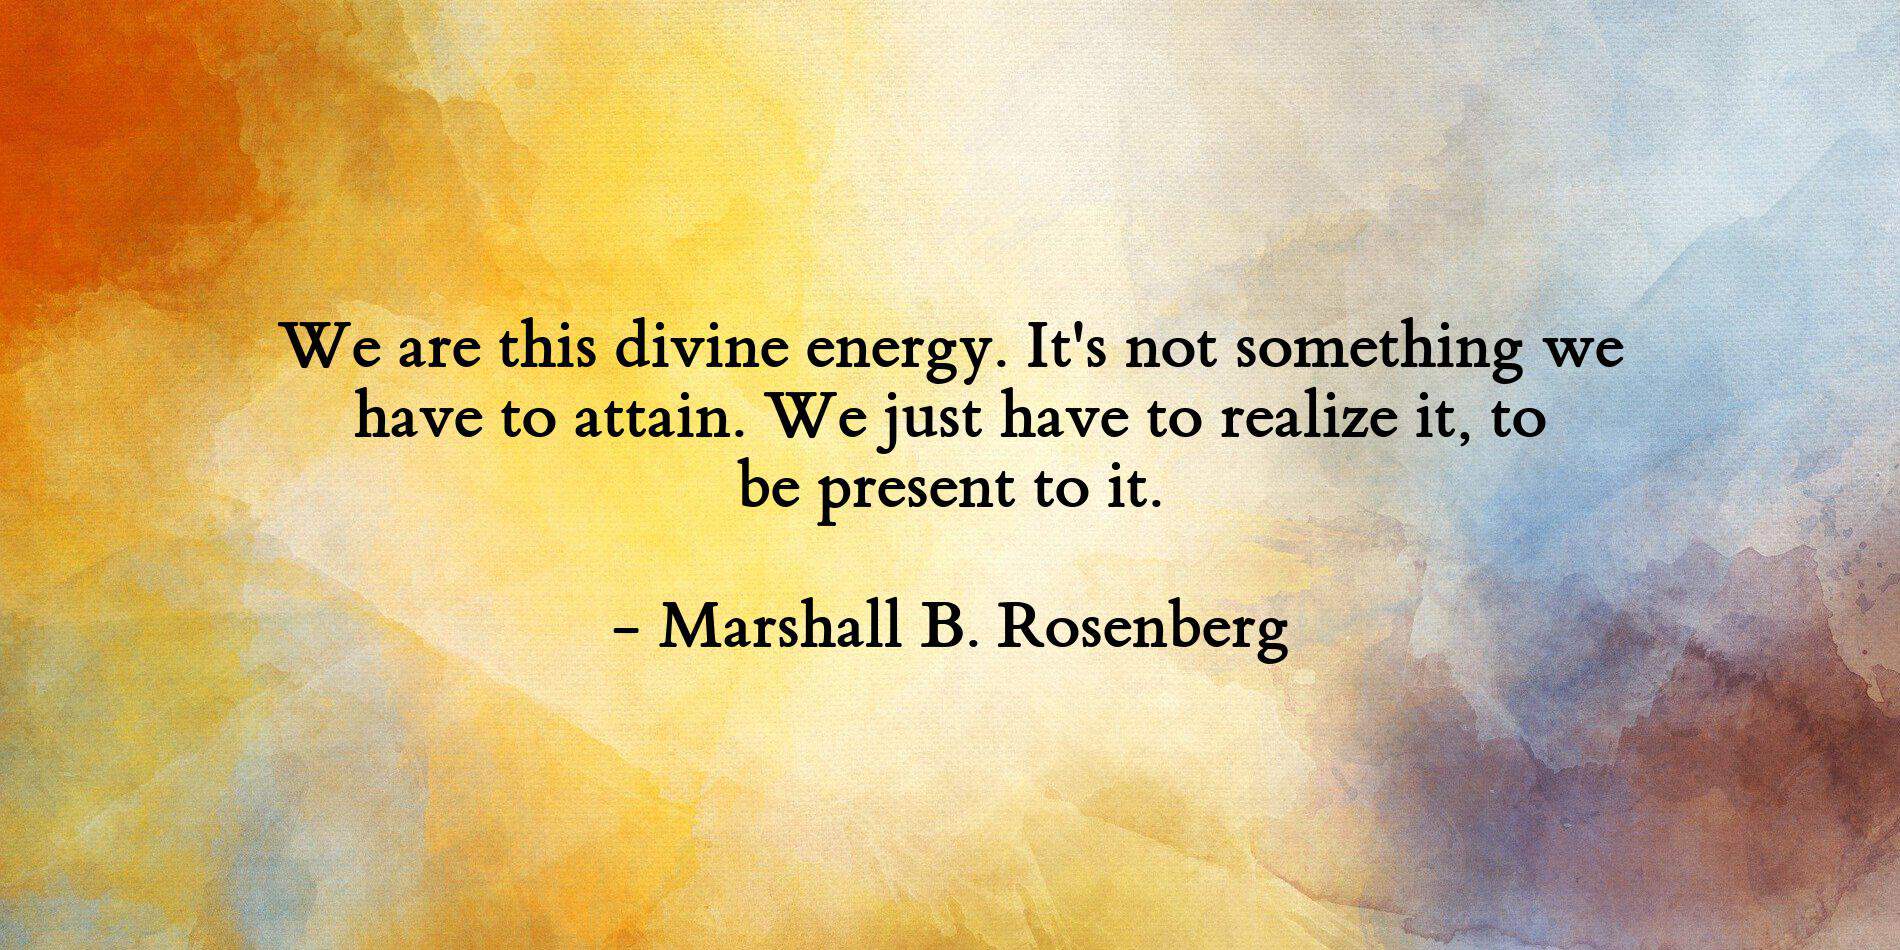 We are this divine energy. It's not something we
have to attain. We just have to realize it, to
be present to it.
- Marshall B. Rosenberg